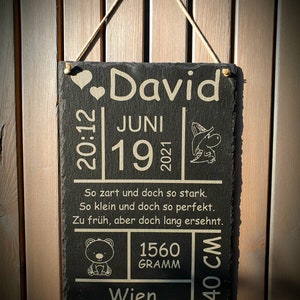 David
20:12
JUNI
19
2021
So zart und doch so stark.
So klein und doch so perfekt.
Zu früh, aber doch lang ersehnt.
1560
GRAMM
40 CM
Wien